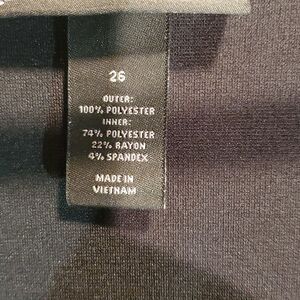 26
OUTER:
100% POLYESTER
INNER:
74% POLYESTER
22% RAYON
4% SPANDEX
MADE IN
VIETNAM